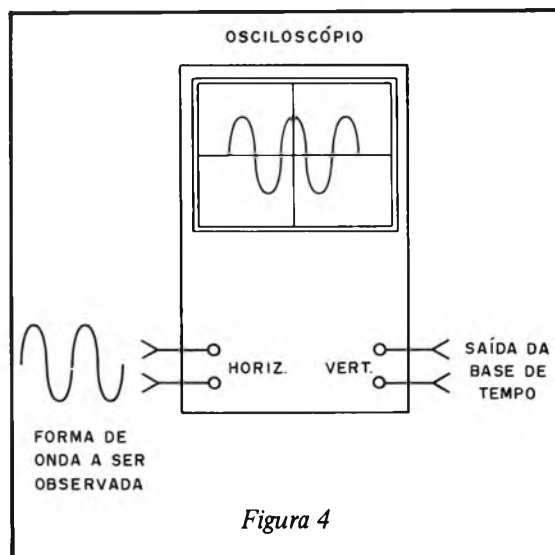 OSCILOSCÓPIO
HORIZ.
VERT.
SAÍDA DA
BASE DE
TEMPO
FORMA DE
ONDA A SER
OBSERVADA
Figura 4